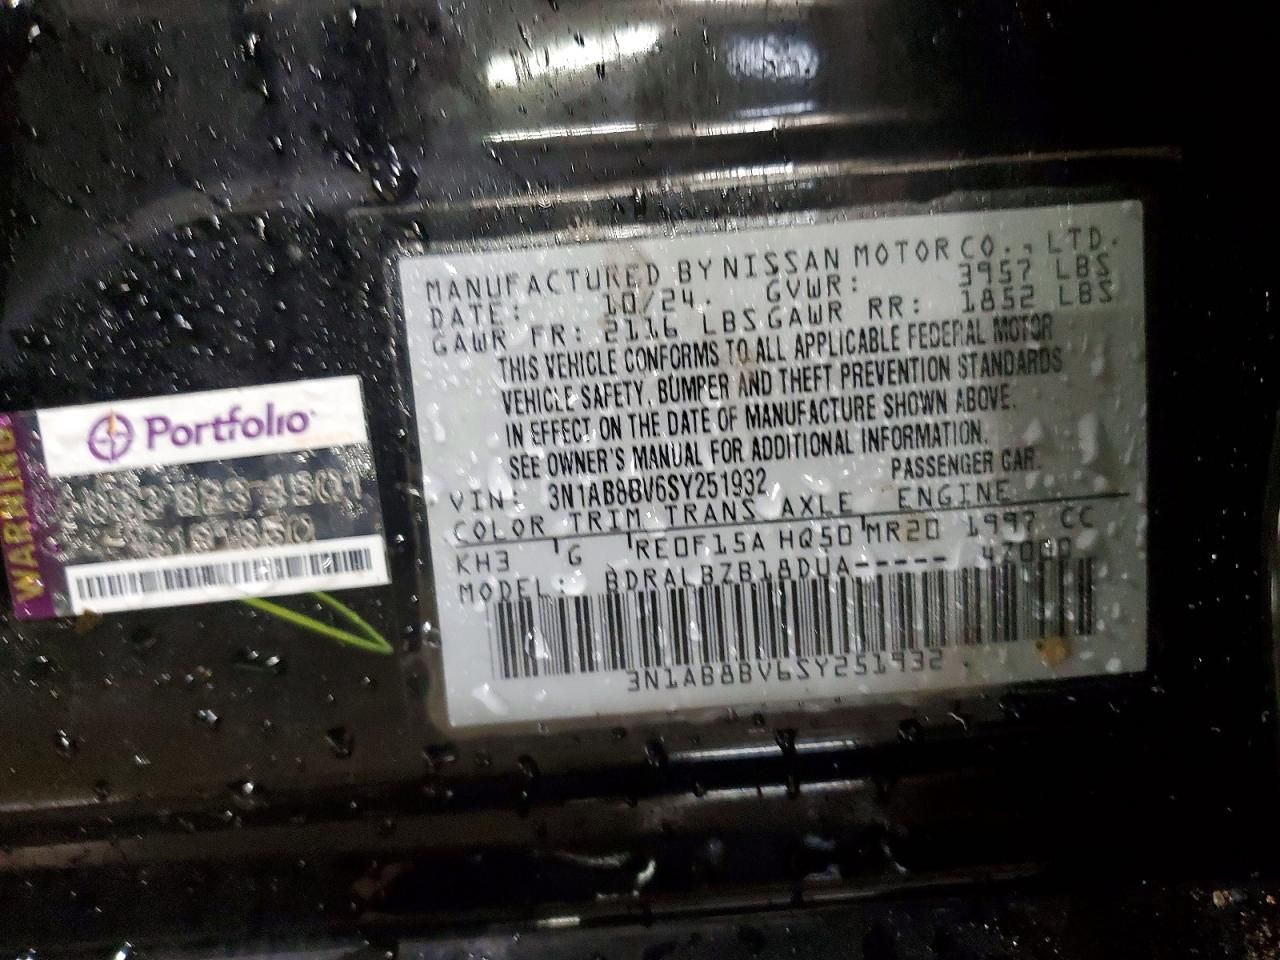 MANUFACTURED BY NISSAN MOTOR CO., LTD.
DATE: 10/24. GVWR: 3957 LBS
GAWR FR: 2116 LBS GAWR RR: 1852 LBS
THIS VEHICLE CONFORMS TO ALL APPLICABLE FEDERAL MOTOR
VEHICLE SAFETY, BUMPER AND THEFT PREVENTION STANDARDS
IN EFFECT ON THE DATE OF MANUFACTURE SHOWN ABOVE.
SEE OWNER'S MANUAL FOR ADDITIONAL INFORMATION.
PASSENGER CAR
VIN: 3N1AB8BV6SY251932
COLOR TRIM TRANS AXLE ENGINE
KH3 G RE0F15A HQ50 MR20 1997 CC
MODEL: BDRALBZB18DUA-----
3N1AB8BV6SY251932
WARNING
Portfolio